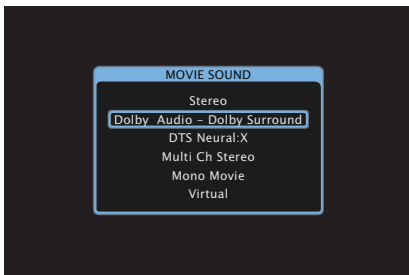 MOVIE SOUND
Stereo
Dolby Audio – Dolby Surround
DTS Neural:X
Multi Ch Stereo
Mono Movie
Virtual